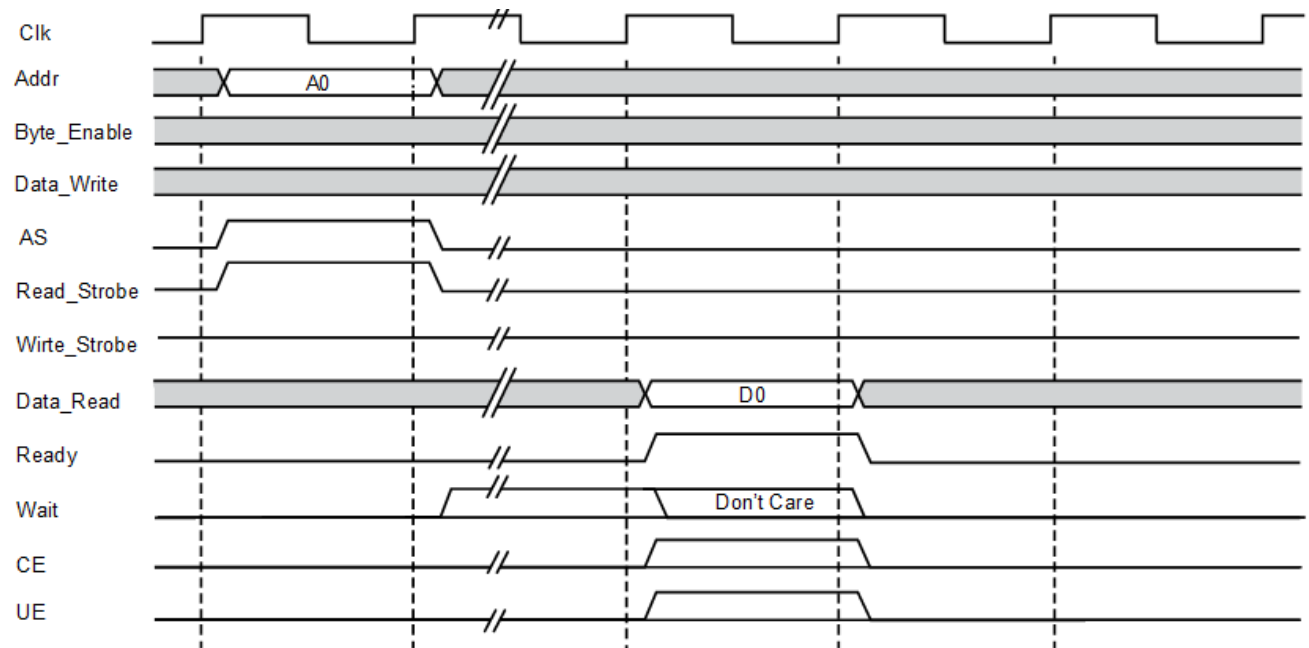 Clk
Addr
A0
Byte_Enable
Data_Write
AS
Read_Strobe
Wirte_Strobe
Data_Read
D0
Ready
Wait
Don't Care
CE
UE